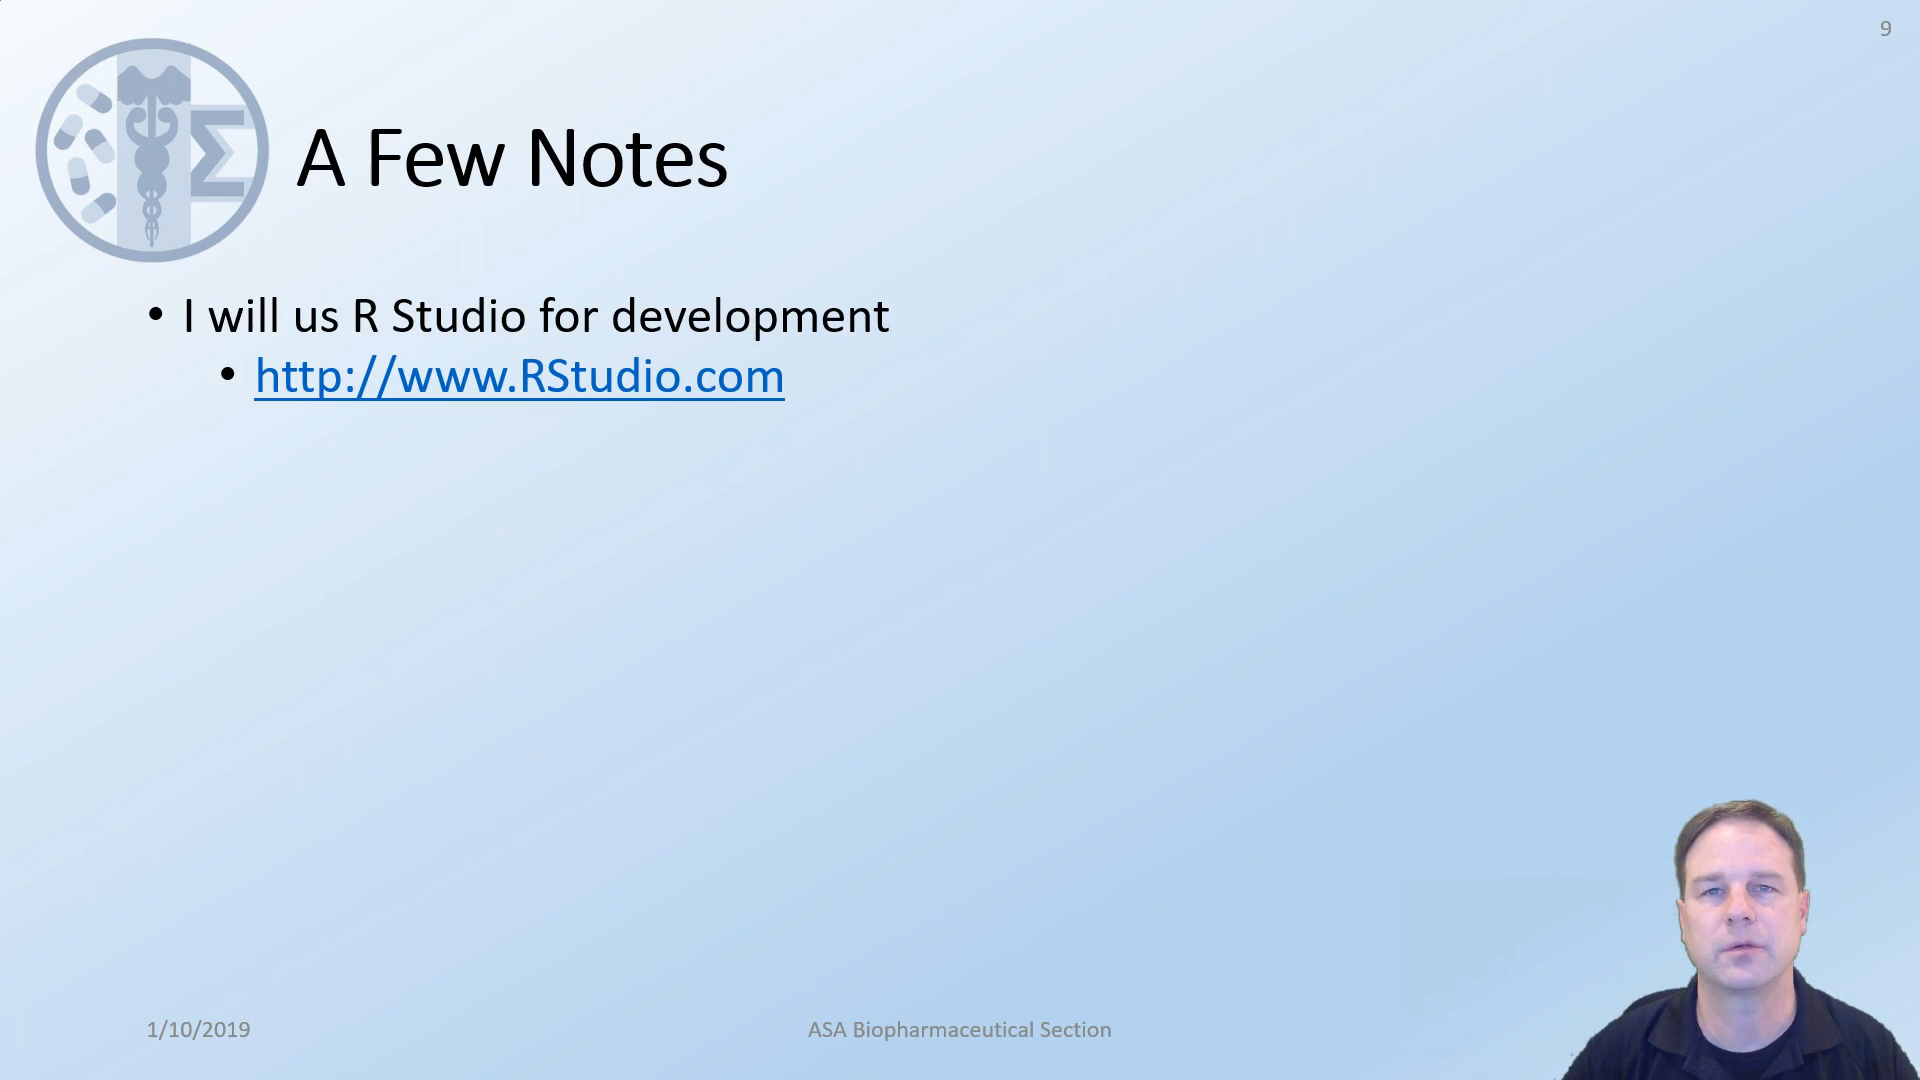 9
A Few Notes
• I will us R Studio for development
• http://www.RStudio.com
1/10/2019
ASA Biopharmaceutical Section